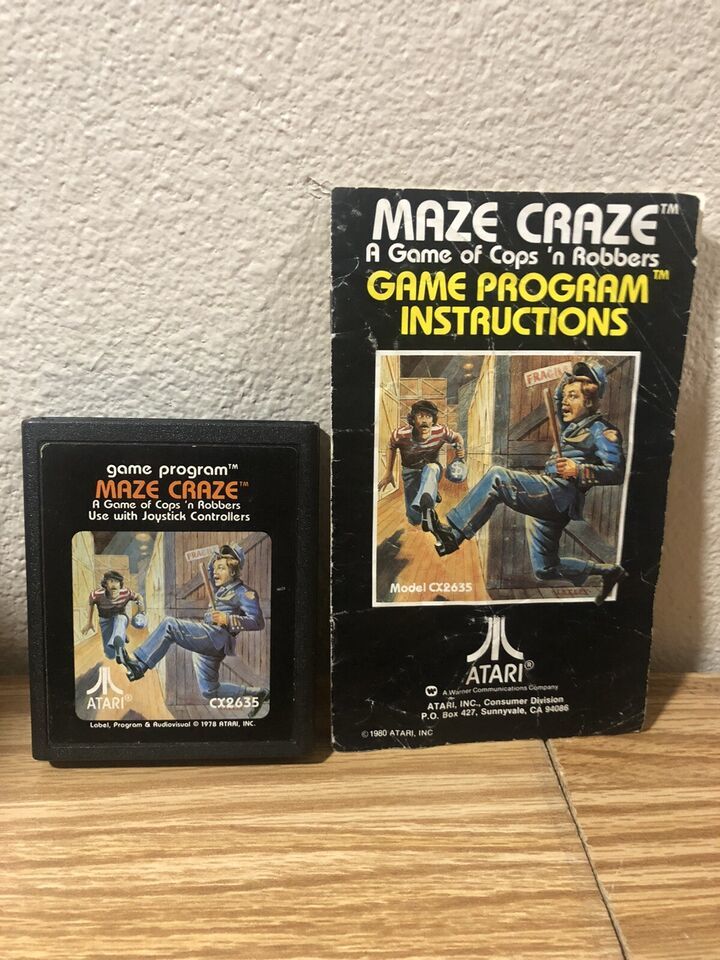 game program™
MAZE CRAZE™
A Game of Cops 'n Robbers
Use with Joystick Controllers
FRAGI
ATARI®
CX2635
Label, Program & Audiovisual © 1978 ATARI, INC.
MAZE CRAZE™
A Game of Cops 'n Robbers
GAME PROGRAM™
INSTRUCTIONS
FRAGI
$
Model CX2635
ATARI®
A Warner Communications Company
ATARI, INC., Consumer Division
P.O. Box 427, Sunnyvale, CA 94086
© 1980 ATARI, INC